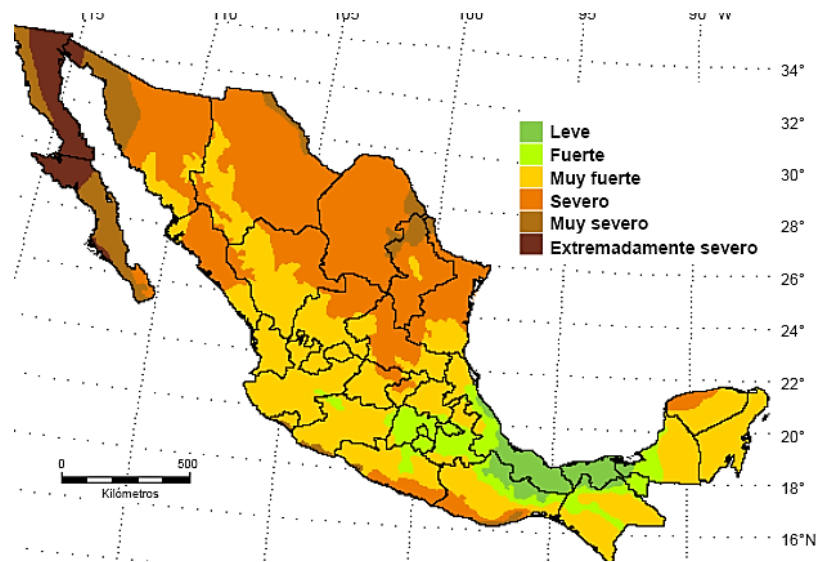 115
110
105
100
95
90 W
34°
32°
30°
28°
26°
24°
22°
20°
18°
16°N
Leve
Fuerte
Muy fuerte
Severo
Muy severo
Extremadamente severo
0 500
Kilómetros